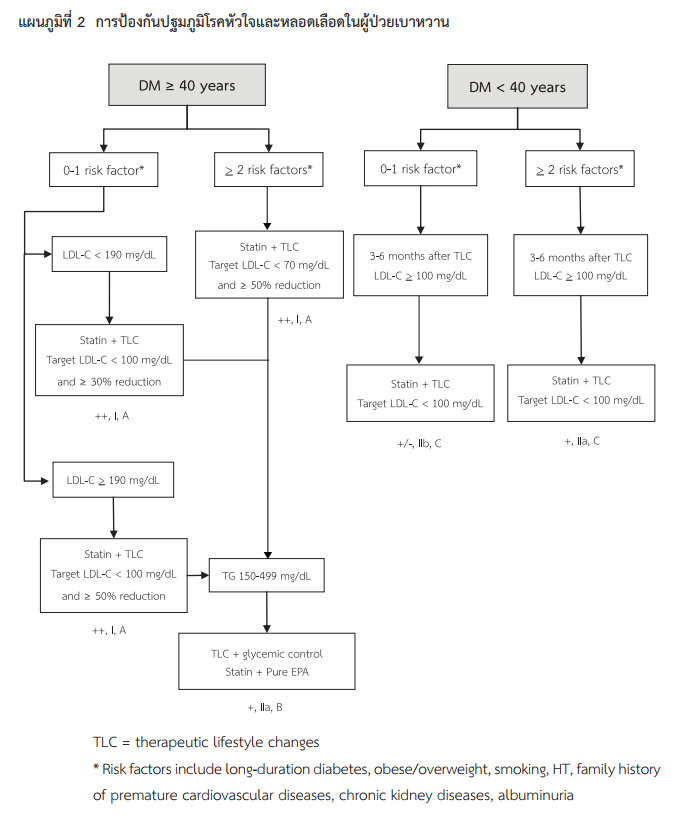 แผนภูมิที่ 2 การป้องกันปฐมภูมิโรคหัวใจและหลอดเลือดในผู้ป่วยเบาหวาน
DM ≥ 40 years
0-1 risk factor*
≥ 2 risk factors*
LDL-C < 190 mg/dL
Statin + TLC
Target LDL-C < 100 mg/dL
and ≥ 30% reduction
++, I, A
Statin + TLC
Target LDL-C < 70 mg/dL
and ≥ 50% reduction
++, I, A
LDL-C ≥ 190 mg/dL
Statin + TLC
Target LDL-C < 100 mg/dL
and ≥ 50% reduction
++, I, A
TG 150-499 mg/dL
TLC + glycemic control
Statin + Pure EPA
+, IIa, B
DM < 40 years
0-1 risk factor*
≥ 2 risk factors*
3-6 months after TLC
LDL-C ≥ 100 mg/dL
Statin + TLC
Target LDL-C < 100 mg/dL
+/-, IIb, C
3-6 months after TLC
LDL-C ≥ 100 mg/dL
Statin + TLC
Target LDL-C < 100 mg/dL
+, IIa, C
TLC = therapeutic lifestyle changes
* Risk factors include long-duration diabetes, obese/overweight, smoking, HT, family history
of premature cardiovascular diseases, chronic kidney diseases, albuminuria